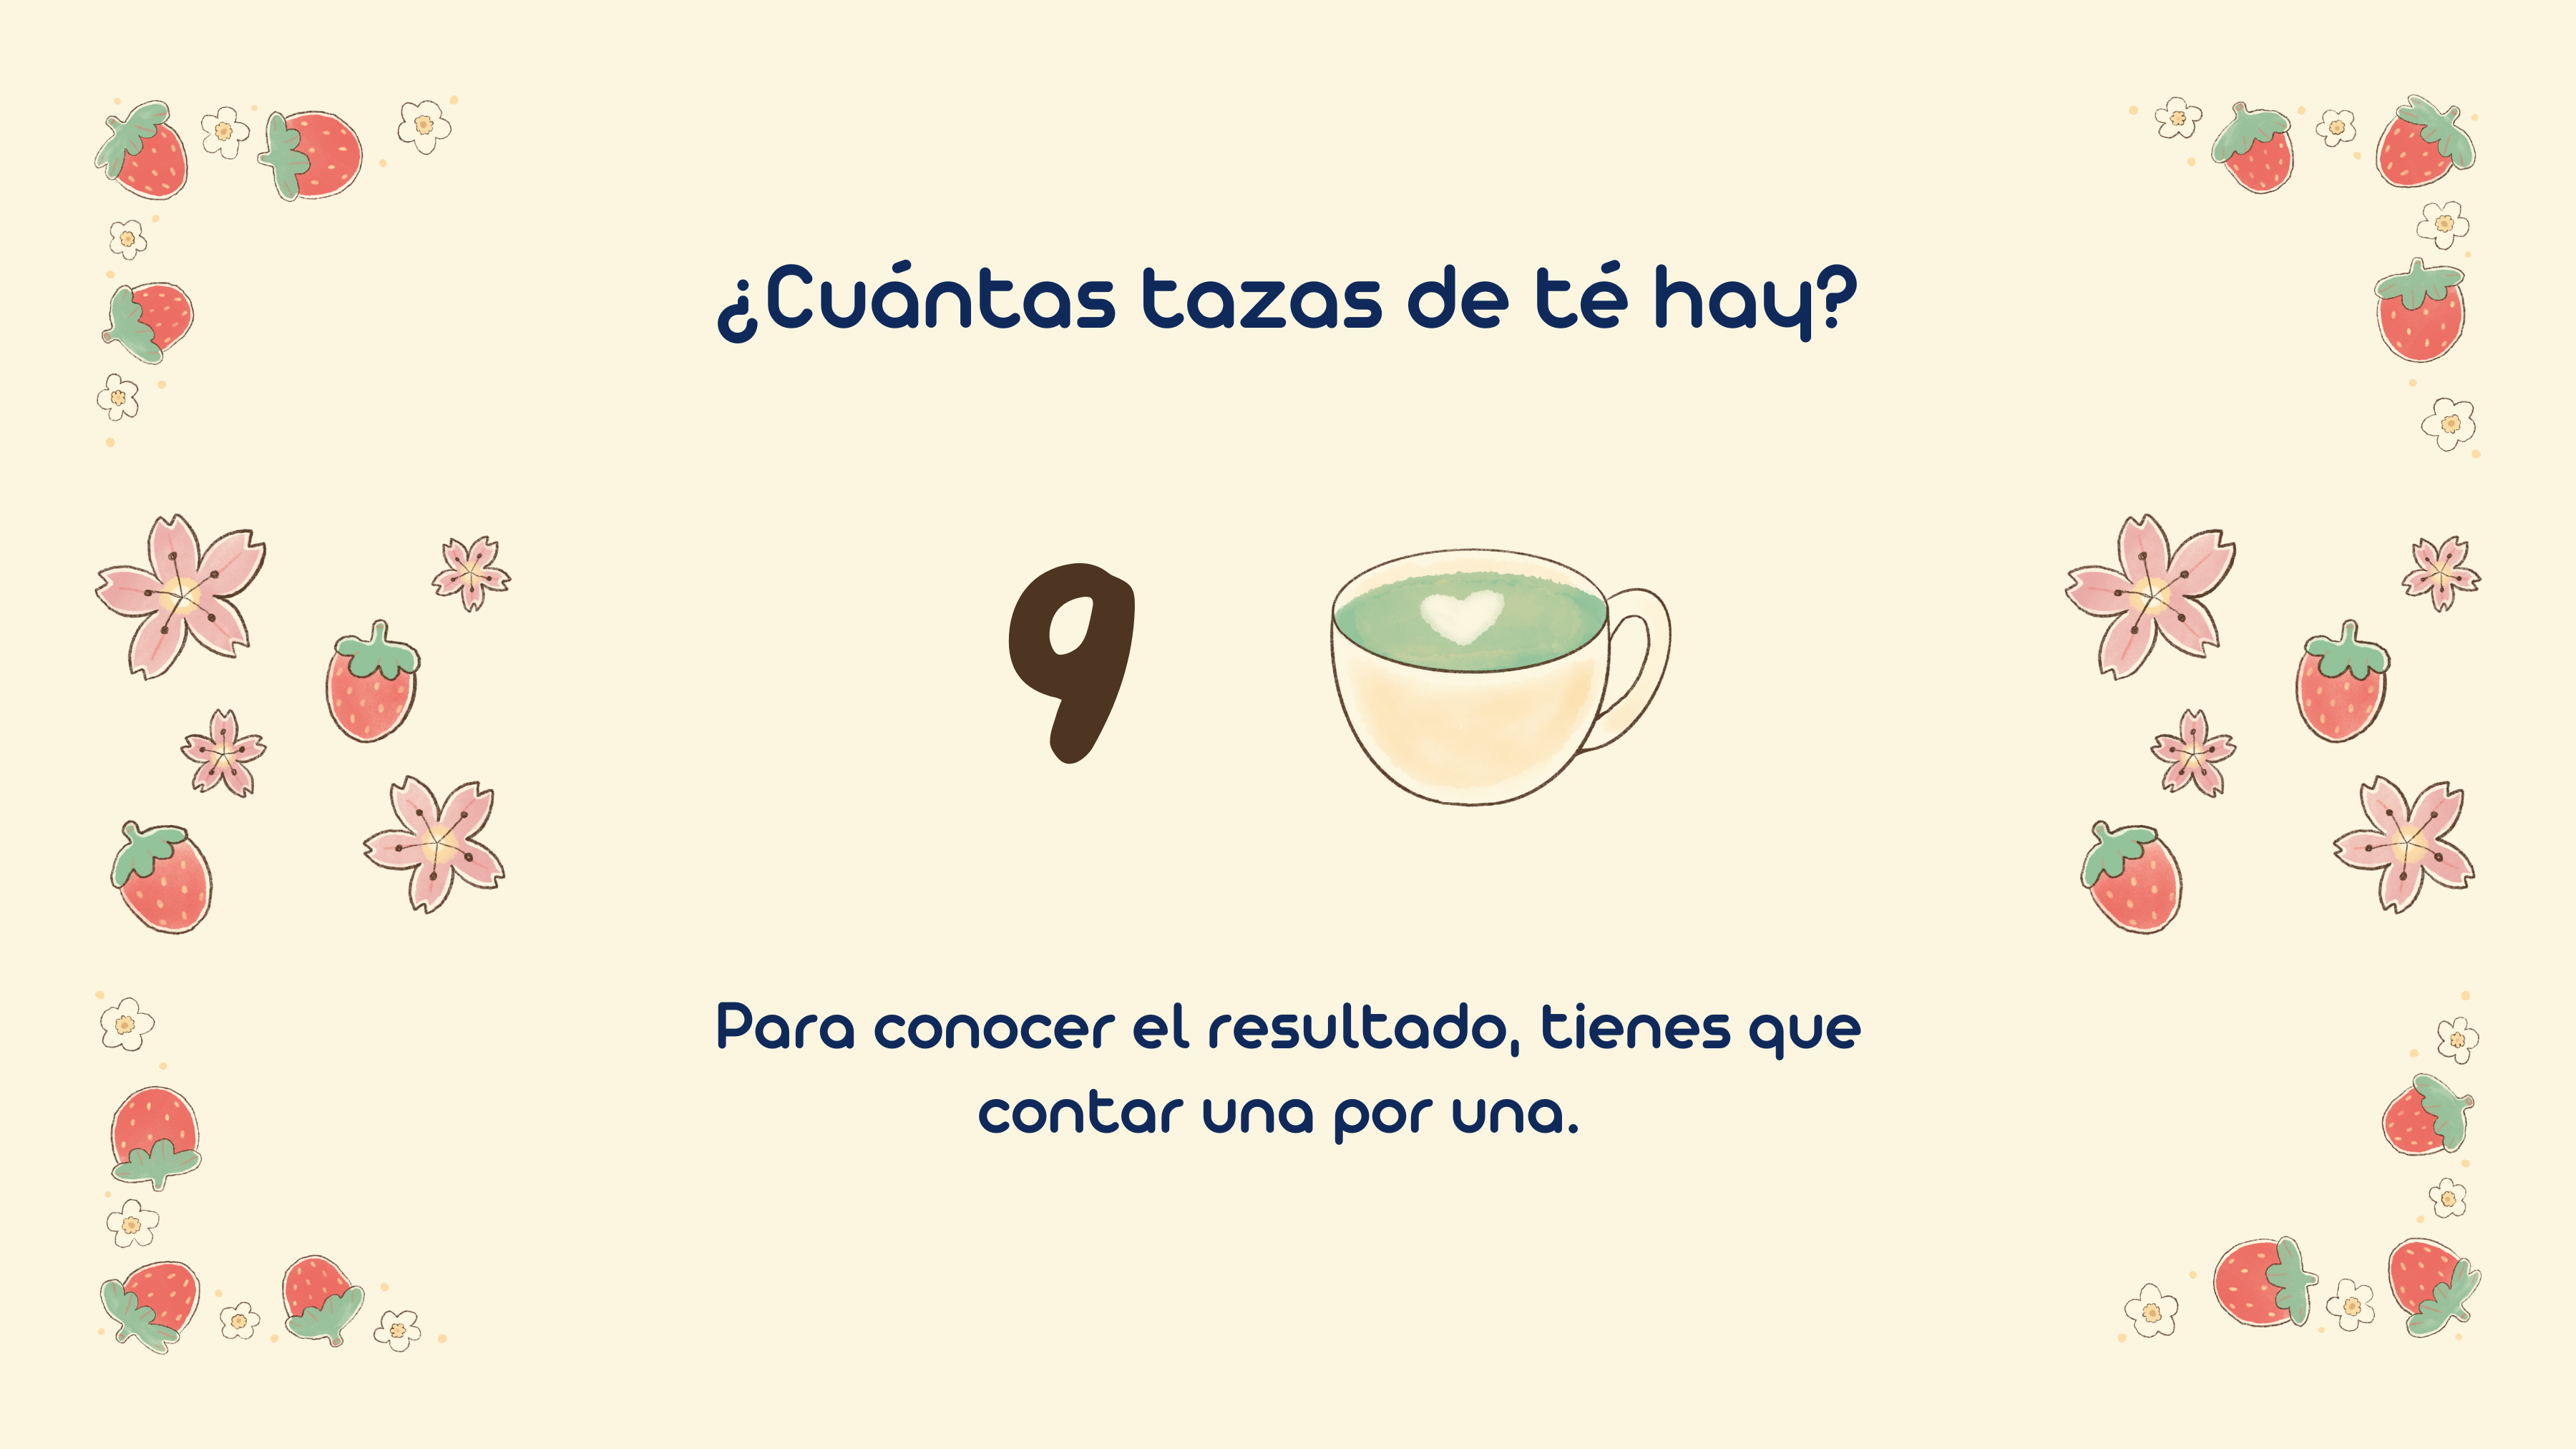 ¿Cuántas tazas de té hay?
9
Para conocer el resultado, tienes que
contar una por una.